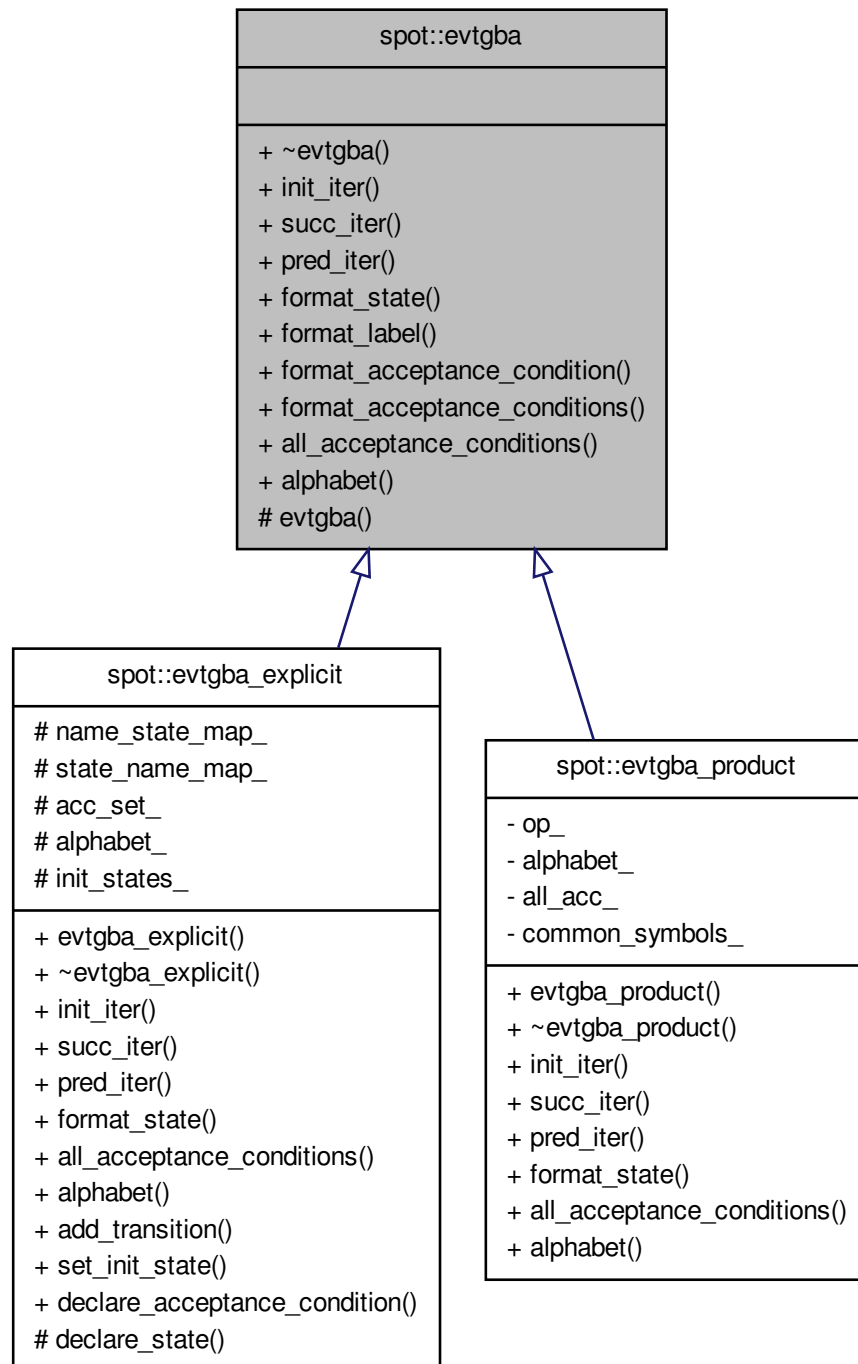 spot::evtgba
+ ~evtgba()
+ init_iter()
+ succ_iter()
+ pred_iter()
+ format_state()
+ format_label()
+ format_acceptance_condition()
+ format_acceptance_conditions()
+ all_acceptance_conditions()
+ alphabet()
# evtgba()
spot::evtgba_explicit
# name_state_map_
# state_name_map_
# acc_set_
# alphabet_
# init_states_
+ evtgba_explicit()
+ ~evtgba_explicit()
+ init_iter()
+ succ_iter()
+ pred_iter()
+ format_state()
+ all_acceptance_conditions()
+ alphabet()
+ add_transition()
+ set_init_state()
+ declare_acceptance_condition()
# declare_state()
spot::evtgba_product
- op_
- alphabet_
- all_acc_
- common_symbols_
+ evtgba_product()
+ ~evtgba_product()
+ init_iter()
+ succ_iter()
+ pred_iter()
+ format_state()
+ all_acceptance_conditions()
+ alphabet()